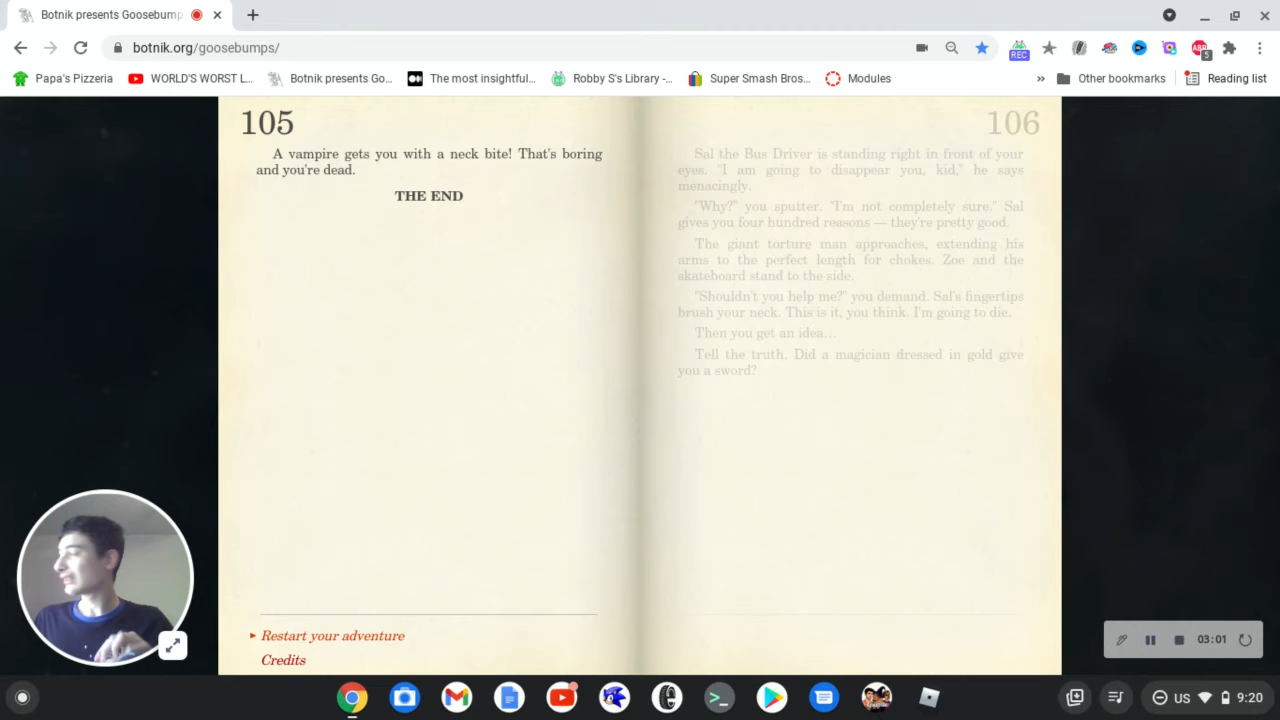 Botnik presents Goosebump
botnik.org/goosebumps/
REC
ABP
5
Papa's Pizzeria
WORLD'S WORST L...
Botnik presents Go...
The most insightful...
Robby S's Library -...
Super Smash Bros...
Modules
»
Other bookmarks
Reading list
105
A vampire gets you with a neck bite! That's boring
and you're dead.
THE END
Restart your adventure
Credits
106
Sal the Bus Driver is standing right in front of your
eyes. "I am going to disappear you, kid," he says
menacingly.
"Why?" you sputter. "I'm not completely sure." Sal
gives you four hundred reasons — they're pretty good.
The giant torture man approaches, extending his
arms to the perfect length for chokes. Zoe and the
skateboard stand to the side.
"Shouldn't you help me?" you demand. Sal's fingertips
brush your neck. This is it, you think. I'm going to die.
Then you get an idea...
Tell the truth. Did a magician dressed in gold give
you a sword?
03:01
US
9:20